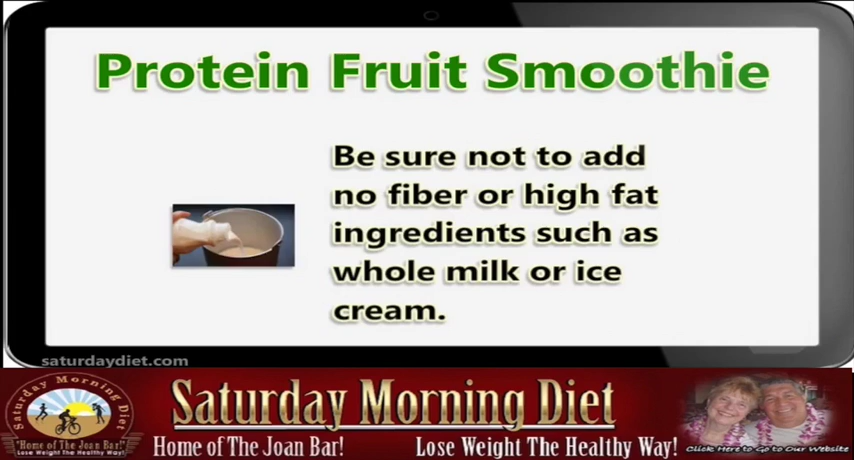 Protein Fruit Smoothie
Be sure not to add
no fiber or high fat
ingredients such as
whole milk or ice
cream.
saturdaydiet.com
Saturday Morning Diet
"Home of The Joan Bar!"
Lose Weight The Healthy Way!
Saturday Morning Diet
Home of The Joan Bar! Lose Weight The Healthy Way!
Click Here to Go to Our Website